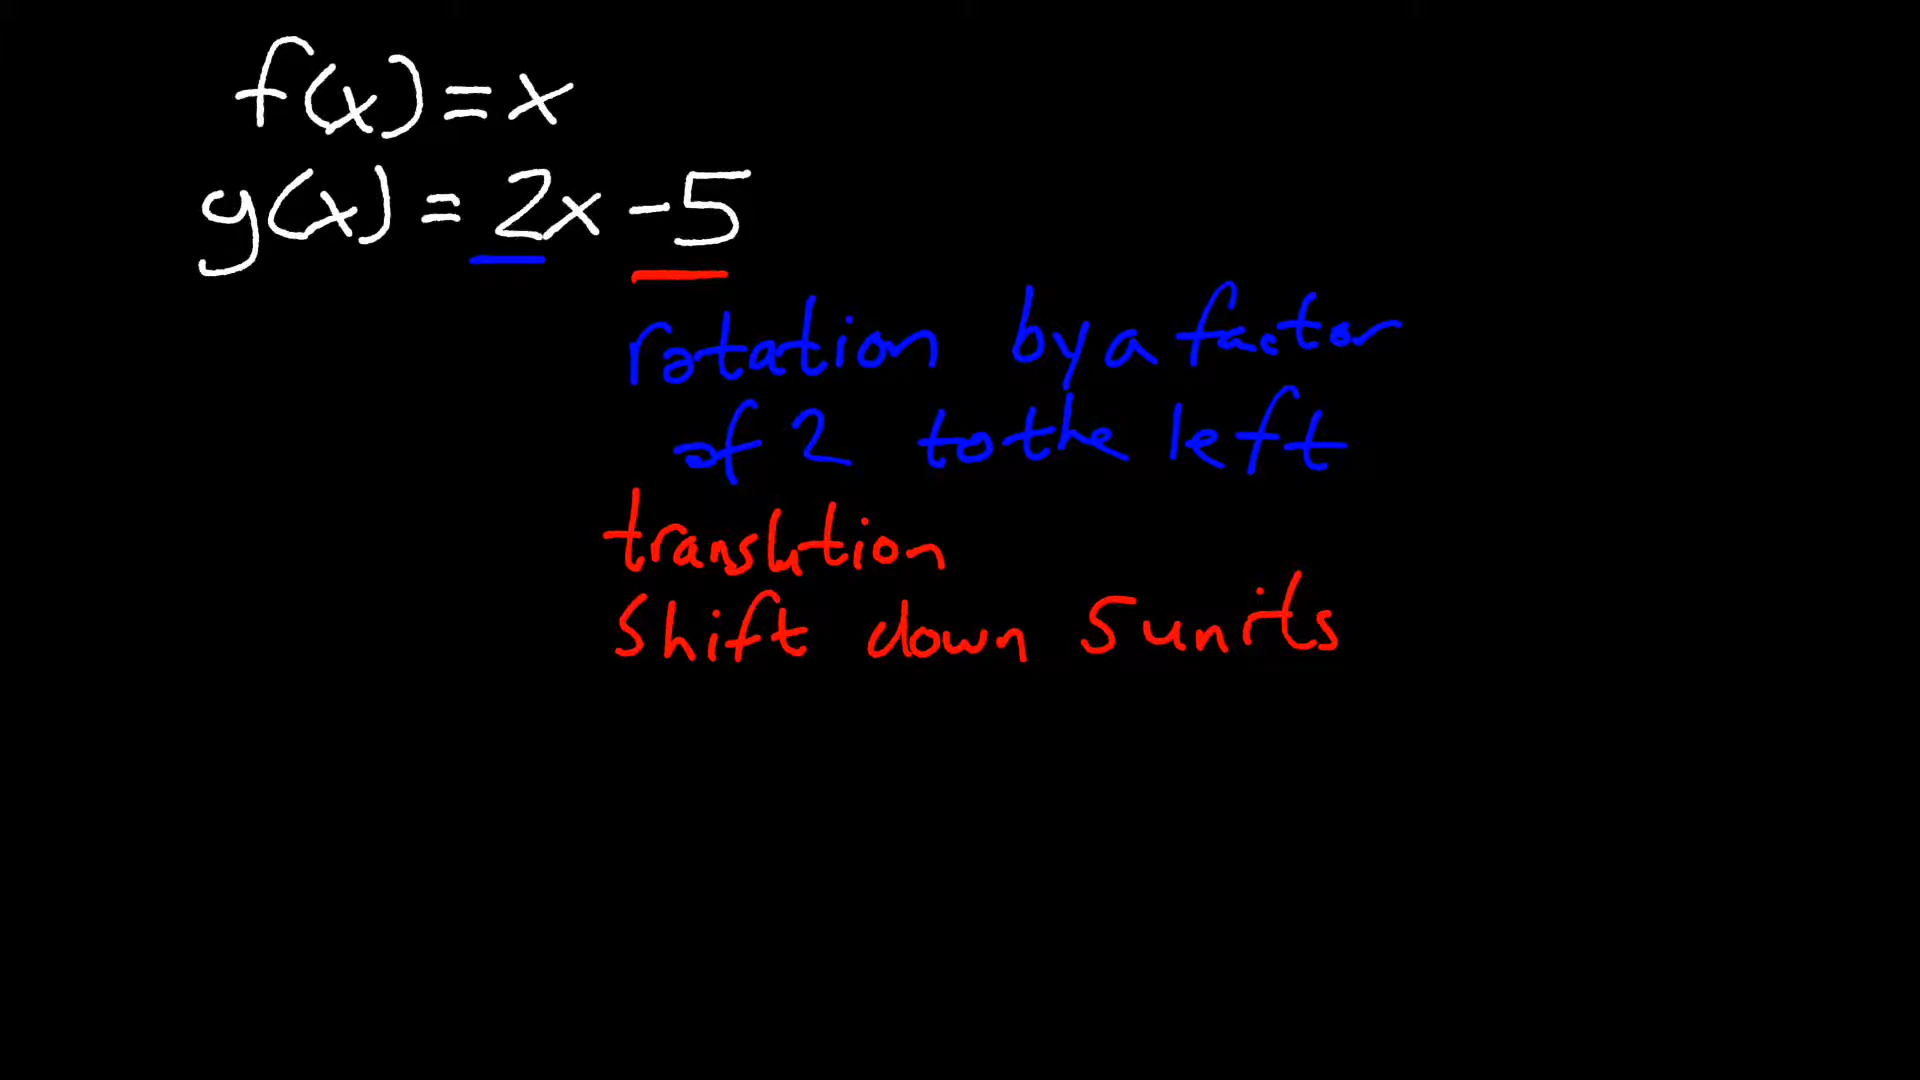 f(x) = x
g(x) = 2x - 5
rotation by a factor
of 2 to the left
translation
Shift down 5 units